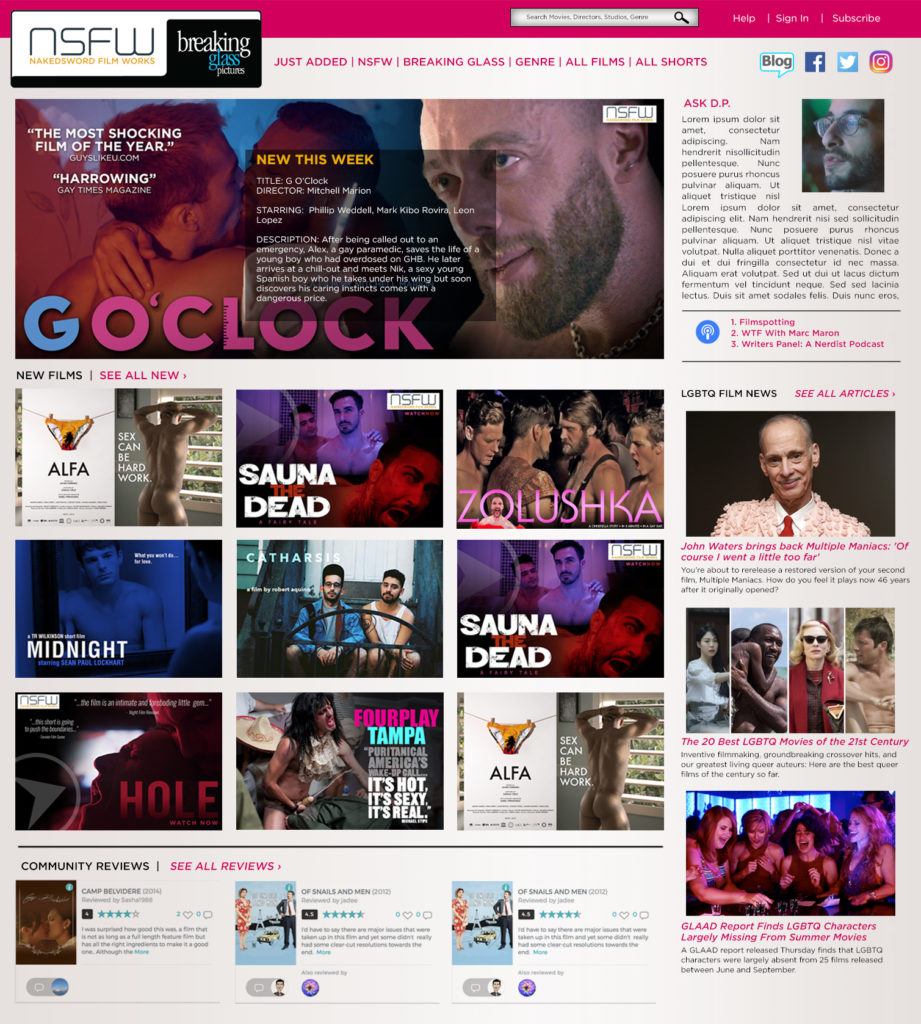 Search Movies, Directors, Studios, Genre
Help | Sign In | Subscribe
NSFW
NAKEDSWORD FILM WORKS
breaking
glass
pictures
JUST ADDED | NSFW | BREAKING GLASS | GENRE | ALL FILMS | ALL SHORTS
Blog
“THE MOST SHOCKING
FILM OF THE YEAR.”
GUYSLIKEU.COM
“HARROWING”
GAY TIMES MAGAZINE
NSFW
NEW THIS WEEK
TITLE: G O'Clock
DIRECTOR: Mitchell Marion
STARRING: Phillip Weddell, Mark Kibo Rovira, Leon
Lopez
DESCRIPTION: After being called out to an
emergency, Alex, a gay paramedic, saves the life of a
young boy who had overdosed on GHB. He later
arrives at a chill-out and meets Nik, a sexy young
Spanish boy who he takes under his wing but soon
discovers his caring instincts comes with a
dangerous price.
G O'CLOCK
ASK D.P.
Lorem ipsum dolor sit
amet, consectetur
adipiscing. Nam
hendrerit nisollicitudin
pellentesque. Nunc
posuere purus rhoncus
pulvinar aliquam. Ut
aliquet tristique nisl
Lorem ipsum dolor sit amet, consectetur
adipiscing elit. Nam hendrerit nisi sed sollicitudin
pellentesque. Nunc posuere purus rhoncus
pulvinar aliquam. Ut aliquet tristique nisl vitae
volutpat. Nulla aliquet porttitor venenatis. Donec a
dui et dui fringilla consectetur id nec massa.
Aliquam erat volutpat. Sed ut dui ut lacus dictum
fermentum vel tincidunt neque. Sed sed lacinia
lectus. Duis sit amet sodales felis. Duis nunc eros,
1. Filmspotting
2. WTF With Marc Maron
3. Writers Panel: A Nerdist Podcast
NEW FILMS | SEE ALL NEW ›
ALFA
SEX
CAN
BE
HARD
WORK.
NSFW
WATCH NOW
SAUNA
THE
DEAD
A FAIRY TALE
ZOLUSHKA
What you won't do...
for love.
a TR WILKINSON short film
MIDNIGHT
starring SEAN PAUL LOCKHART
CATHARSIS
a film by robert aquino
NSFW
SAUNA
THE
DEAD
A FAIRY TALE
NSFW
"...the film is an intimate and foreboding little gem..."
"...this short is going
to push the boundaries..."
HOLE
WATCH NOW
FOURPLAY
TAMPA
“PURITANICAL
AMERICA'S
WAKE-UP CALL...
IT'S HOT,
IT'S SEXY,
IT'S REAL.”
MICHAEL STIPE
ALFA
SEX
CAN
BE
HARD
WORK.
LGBTQ FILM NEWS SEE ALL ARTICLES ›
John Waters brings back Multiple Maniacs: 'Of
course I went a little too far'
You're about to rerelease a restored version of your second
film, Multiple Maniacs. How do you feel it plays now 46 years
after it originally opened?
The 20 Best LGBTQ Movies of the 21st Century
Inventive filmmaking, groundbreaking crossover hits, and
our greatest living queer auteurs: Here are the best queer
films of the century so far.
GLAAD Report Finds LGBTQ Characters
Largely Missing From Summer Movies
A GLAAD report released Thursday finds that LGBTQ
characters were largely absent from 25 films released
between June and September.
COMMUNITY REVIEWS | SEE ALL REVIEWS ›
CAMP BELVIDERE (2014)
Reviewed by Sasha1988
4
2 0
I was surprised how good this was, a film that
is not as long as a full length feature film but
has all the right ingredients to make it a good
one.. Although the More
OF SNAILS AND MEN (2012)
Reviewed by jadee
4.5
0 0
I'd have to say there are major issues that were
taken up in this film and yet some didn't really
had some clear-cut resolutions towards the
end. More
Also reviewed by
OF SNAILS AND MEN (2012)
Reviewed by jadee
4.5
0 0
I'd have to say there are major issues that were
taken up in this film and yet some didn't really
had some clear-cut resolutions towards the
end. More
Also reviewed by